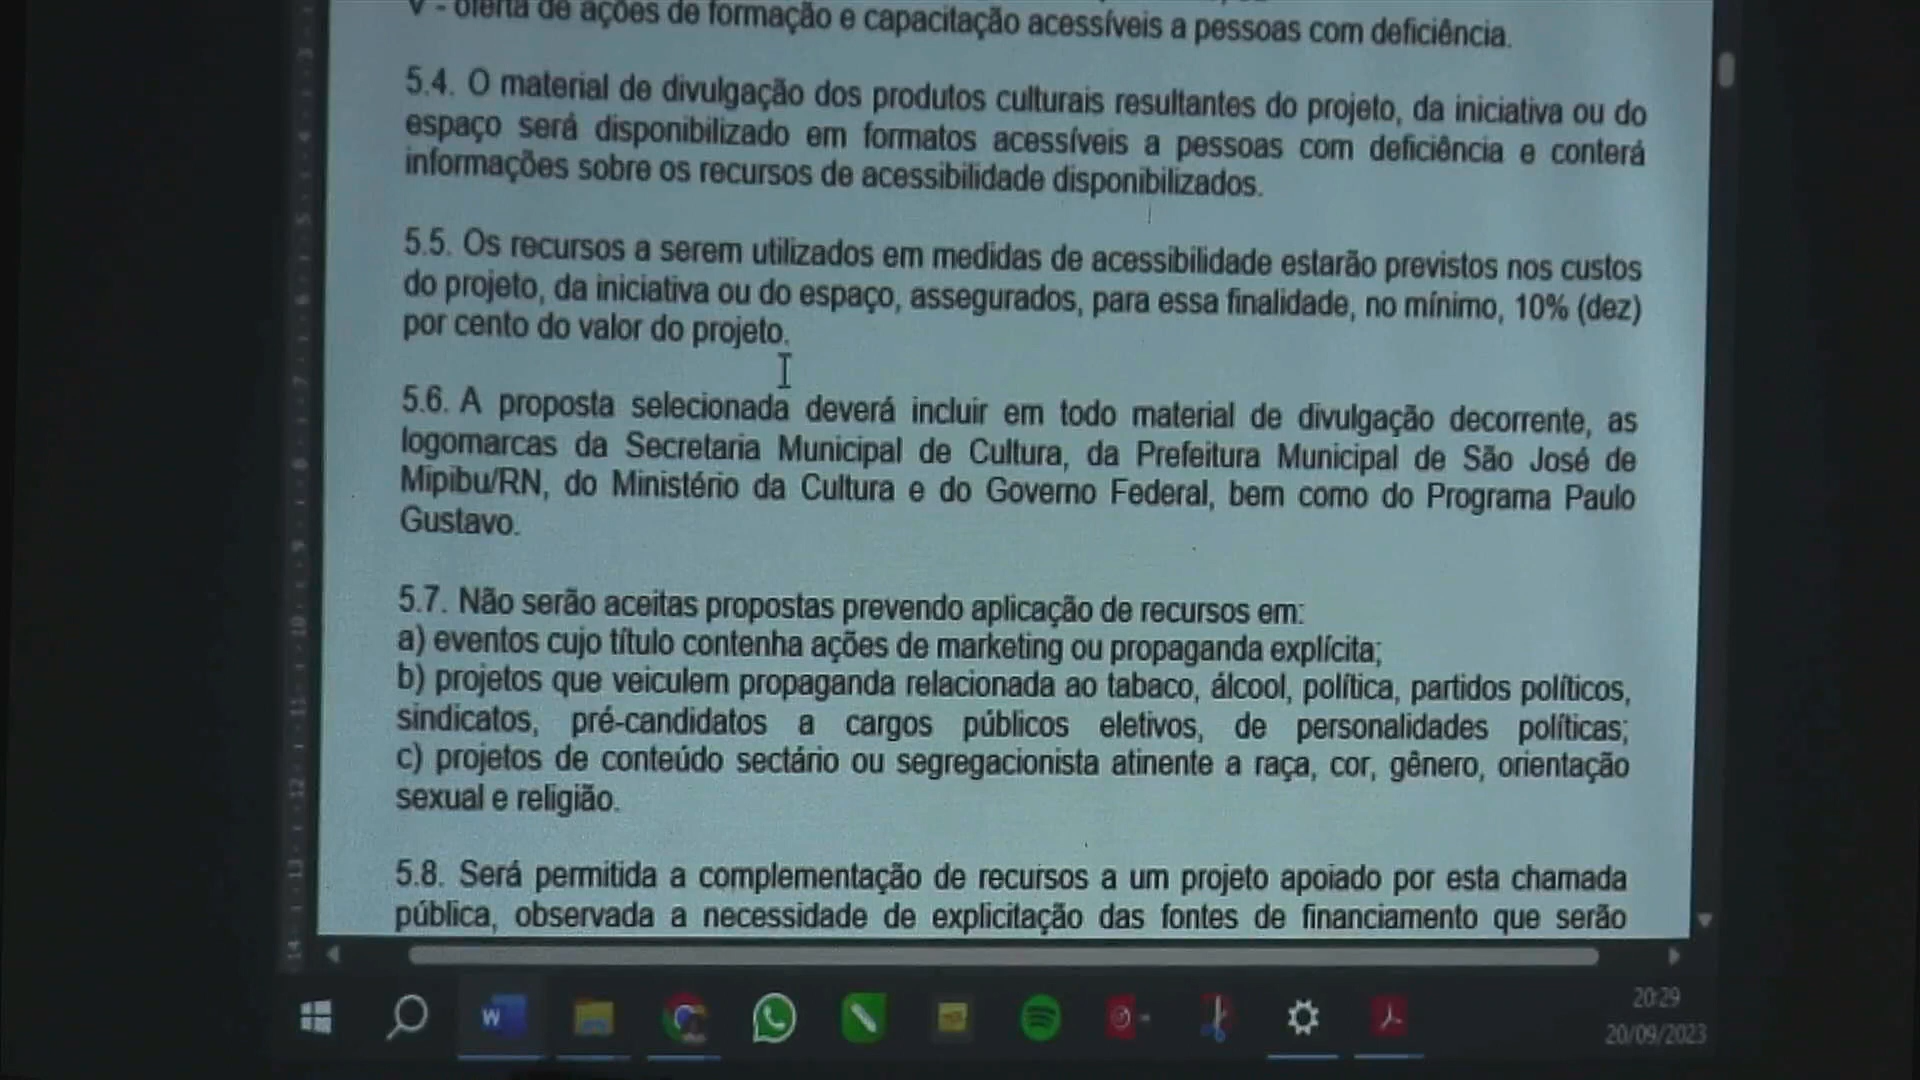 V - oferta de ações de formação e capacitação acessíveis a pessoas com deficiência.
5.4. O material de divulgação dos produtos culturais resultantes do projeto, da iniciativa ou do
espaço será disponibilizado em formatos acessíveis a pessoas com deficiência e conterá
informações sobre os recursos de acessibilidade disponibilizados.
5.5. Os recursos a serem utilizados em medidas de acessibilidade estarão previstos nos custos
do projeto, da iniciativa ou do espaço, assegurados, para essa finalidade, no mínimo, 10% (dez)
por cento do valor do projeto.
5.6. A proposta selecionada deverá incluir em todo material de divulgação decorrente, as
logomarcas da Secretaria Municipal de Cultura, da Prefeitura Municipal de São José de
Mipibu/RN, do Ministério da Cultura e do Governo Federal, bem como do Programa Paulo
Gustavo.
5.7. Não serão aceitas propostas prevendo aplicação de recursos em:
a) eventos cujo título contenha ações de marketing ou propaganda explícita;
b) projetos que veiculem propaganda relacionada ao tabaco, álcool, política, partidos políticos,
sindicatos, pré-candidatos a cargos públicos eletivos, de personalidades políticas;
c) projetos de conteúdo sectário ou segregacionista atinente a raça, cor, gênero, orientação
sexual e religião.
5.8. Será permitida a complementação de recursos a um projeto apoiado por esta chamada
pública, observada a necessidade de explicitação das fontes de financiamento que serão
W
20:29
20/09/2023